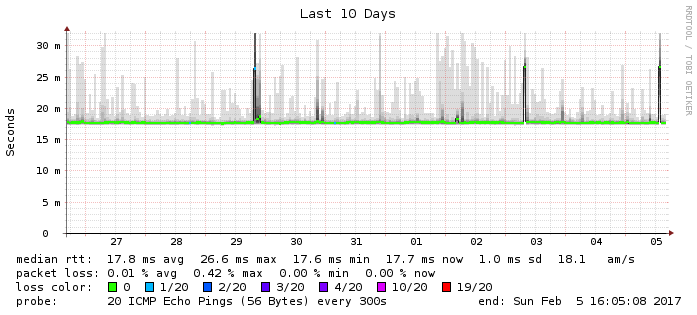 Last 10 Days
RRDTOOL / TOBI OETIKER
Seconds
30 m
25 m
20 m
15 m
10 m
5 m
0
27 28 29 30 31 01 02 03 04 05
median rtt: 17.8 ms avg 26.6 ms max 17.6 ms min 17.7 ms now 1.0 ms sd 18.1 am/s
packet loss: 0.01 % avg 0.42 % max 0.00 % min 0.00 % now
loss color: 0 1/20 2/20 3/20 4/20 10/20 19/20
probe: 20 ICMP Echo Pings (56 Bytes) every 300s end: Sun Feb 5 16:05:08 2017